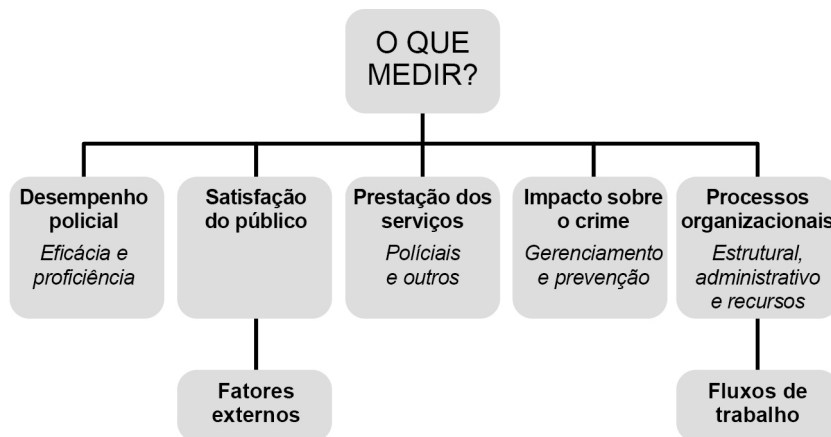 O QUE
MEDIR?
Desempenho
policial
Eficácia e
proficiência
Satisfação
do público
Prestação dos
serviços
Políciais
e outros
Impacto sobre
o crime
Gerenciamento
e prevenção
Processos
organizacionais
Estrutural,
administrativo
e recursos
Fatores
externos
Fluxos de
trabalho